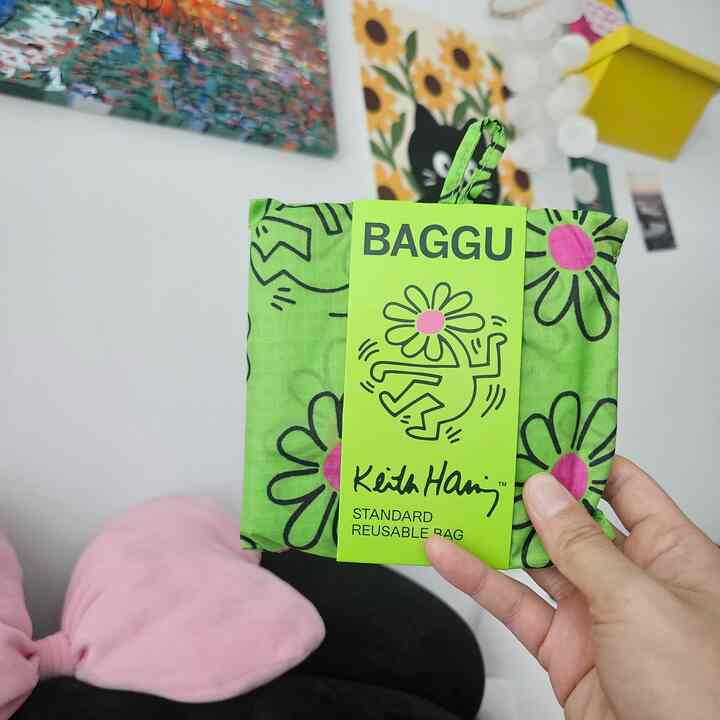 BAGGU
Keith Haring™
STANDARD
REUSABLE BAG